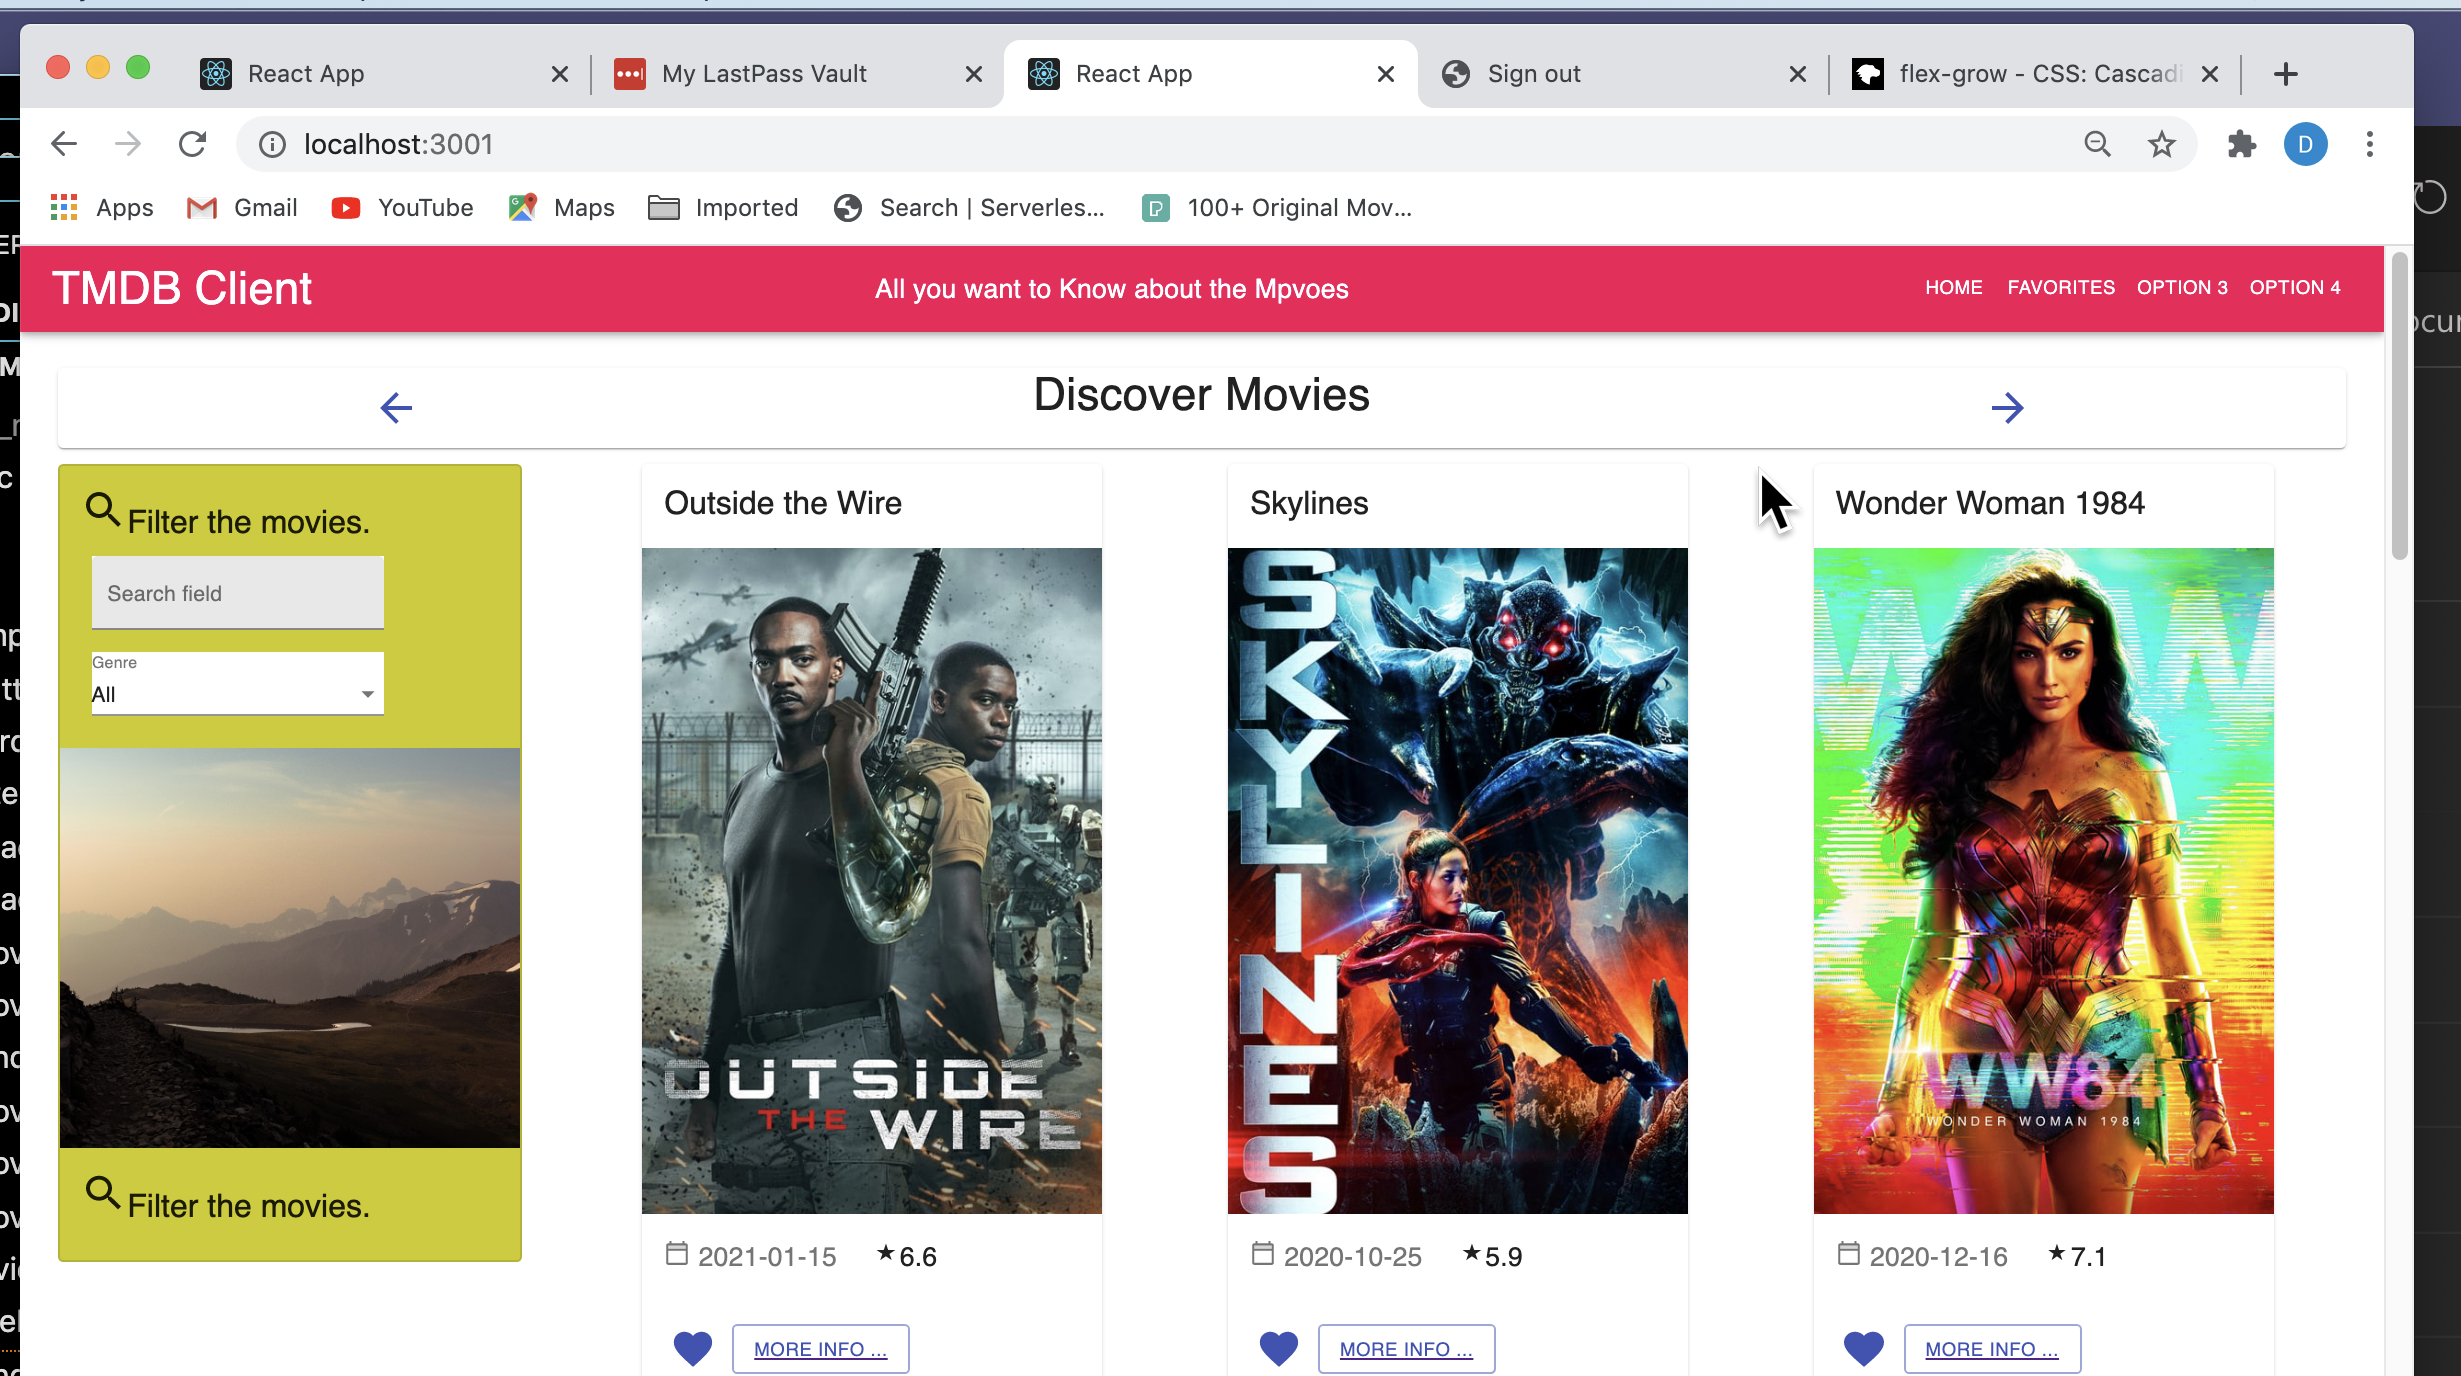 React App
My LastPass Vault
React App
Sign out
flex-grow - CSS: Cascadi
localhost:3001
D
Apps
Gmail
YouTube
Maps
Imported
Search | Serverles...
100+ Original Mov...
TMDB Client
All you want to Know about the Mpvoes
HOME
FAVORITES
OPTION 3
OPTION 4
Discover Movies
Filter the movies.
Search field
Genre
All
Filter the movies.
Outside the Wire
OUTSIDE
THE WIRE
2021-01-15
6.6
MORE INFO ...
Skylines
SKYLINES
2020-10-25
5.9
MORE INFO ...
Wonder Woman 1984
WW84
WONDER WOMAN 1984
2020-12-16
7.1
MORE INFO ...